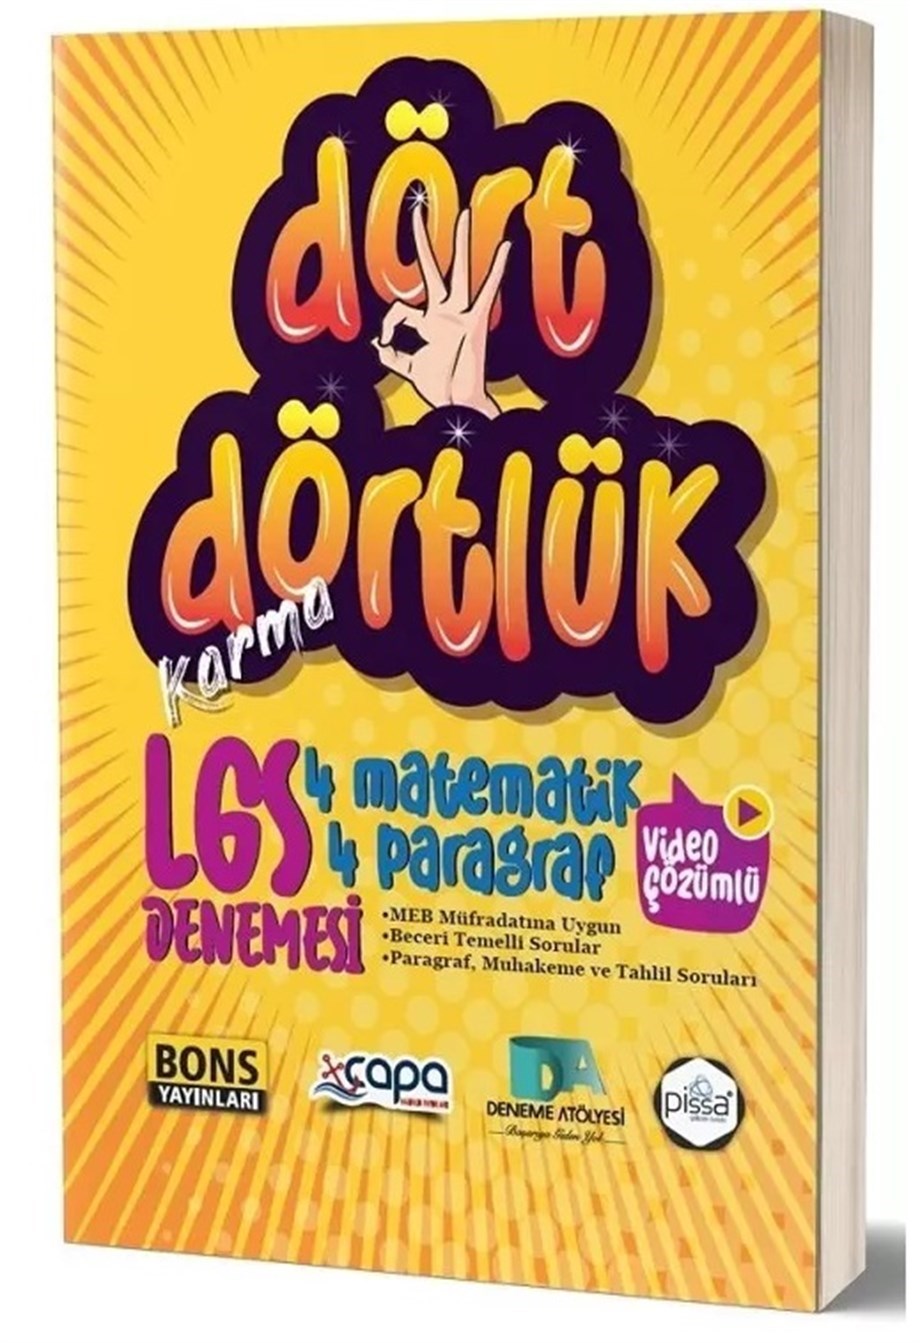 dört
dörtlük
karma
LGS
DENEMESİ
4 matematik
4 paragraf
Video
Çözümlü
•MEB Müfradatına Uygun
•Beceri Temelli Sorular
•Paragraf, Muhakeme ve Tahlil Soruları
BONS
YAYINLARI
çapa
DA
DENEME ATÖLYESİ
Başarıya Giden Yol
pissa